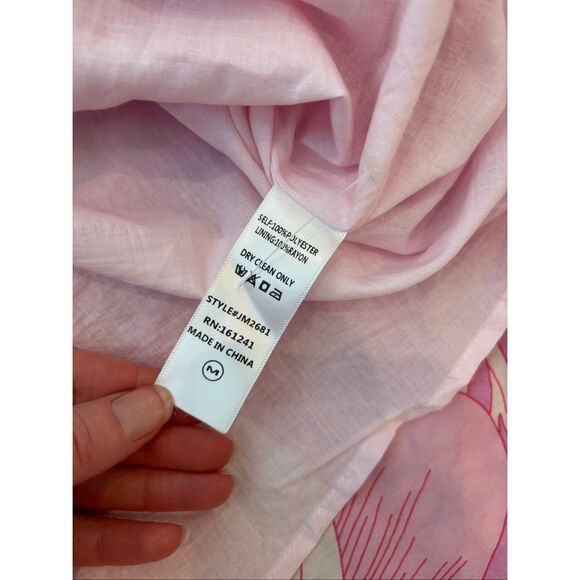 SELF:100%POLYESTER
LINING:100%RAYON
DRY CLEAN ONLY
STYLE#JM2681
RN:161241
MADE IN CHINA
M